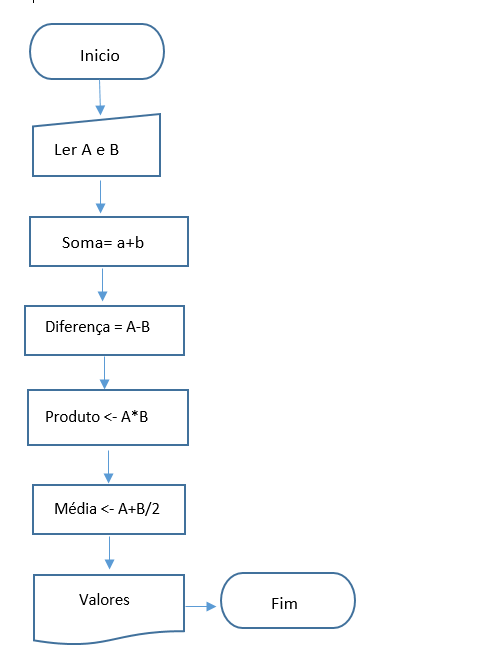 Inicio
Ler A e B
Soma= a+b
Diferença = A-B
Produto <- A*B
Média <- A+B/2
Valores
Fim